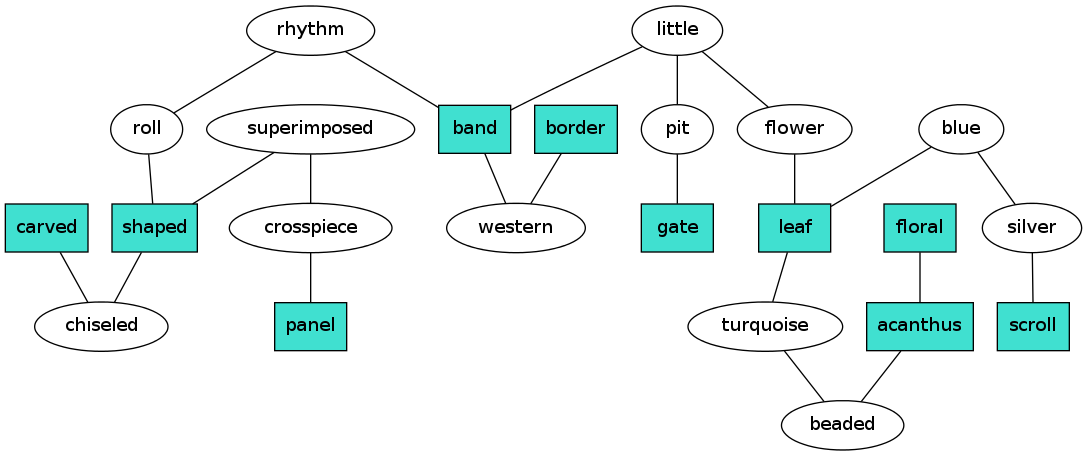 rhythm little
roll superimposed band border pit flower blue
carved shaped crosspiece western gate leaf floral silver
chiseled panel turquoise acanthus scroll
beaded